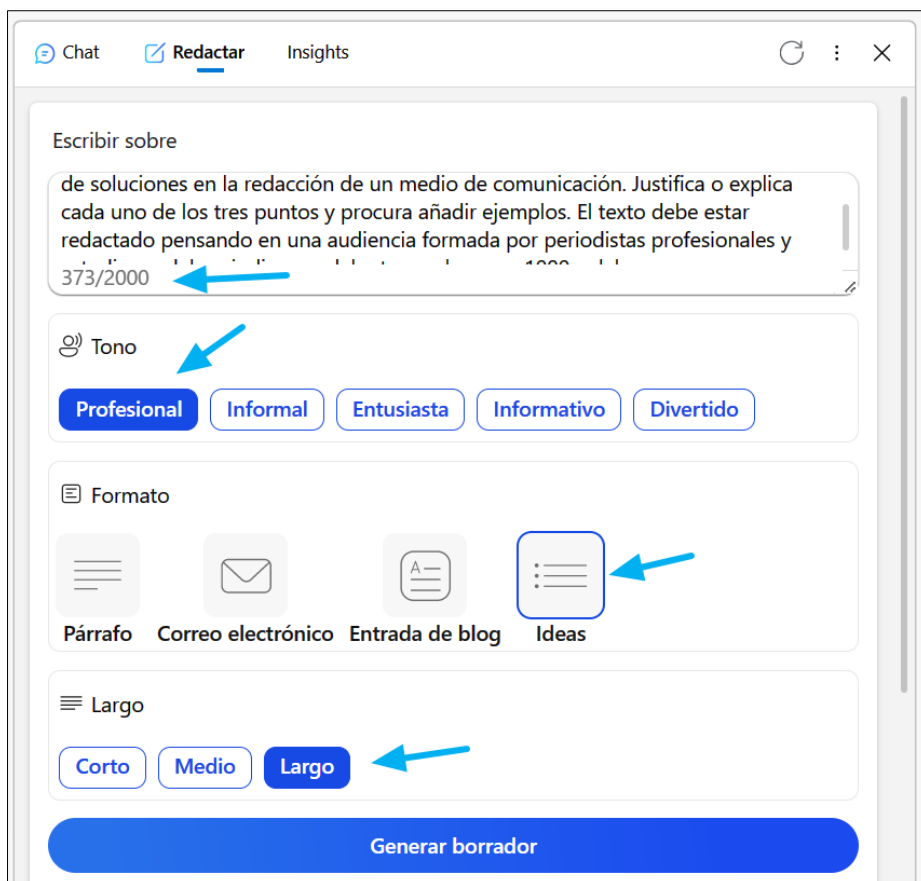 Chat Redactar Insights
Escribir sobre
de soluciones en la redacción de un medio de comunicación. Justifica o explica
cada uno de los tres puntos y procura añadir ejemplos. El texto debe estar
redactado pensando en una audiencia formada por periodistas profesionales y
373/2000
Tono
Profesional Informal Entusiasta Informativo Divertido
Formato
Párrafo Correo electrónico Entrada de blog Ideas
Largo
Corto Medio Largo
Generar borrador